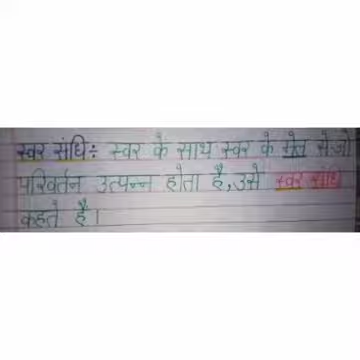 स्वर संधि ÷ स्वर के साथ स्वर के मेल से जो
परिवर्तन उत्पन्न होता है, उसे स्वर संधि
कहते है।